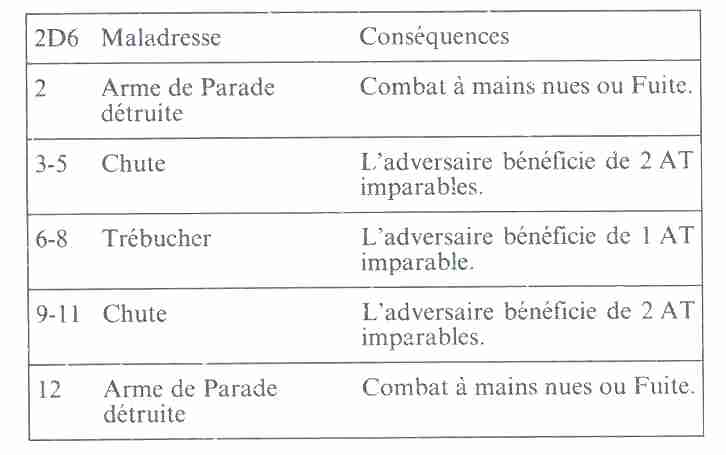 2D6 Maladresse Conséquences
2 Arme de Parade Combat à mains nues ou Fuite.
détruite
3-5 Chute L'adversaire bénéficie de 2 AT
imparables.
6-8 Trébucher L'adversaire bénéficie de 1 AT
imparable.
9-11 Chute L'adversaire bénéficie de 2 AT
imparables.
12 Arme de Parade Combat à mains nues ou Fuite.
détruite